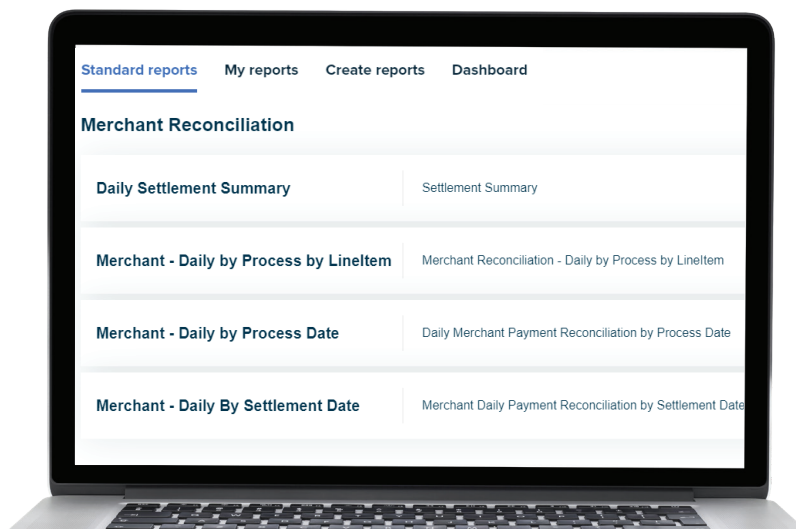 Standard reports My reports Create reports Dashboard
Merchant Reconciliation
Daily Settlement Summary Settlement Summary
Merchant - Daily by Process by LineItem Merchant Reconciliation - Daily by Process by LineItem
Merchant - Daily by Process Date Daily Merchant Payment Reconciliation by Process Date
Merchant - Daily By Settlement Date Merchant Daily Payment Reconciliation by Settlement Date